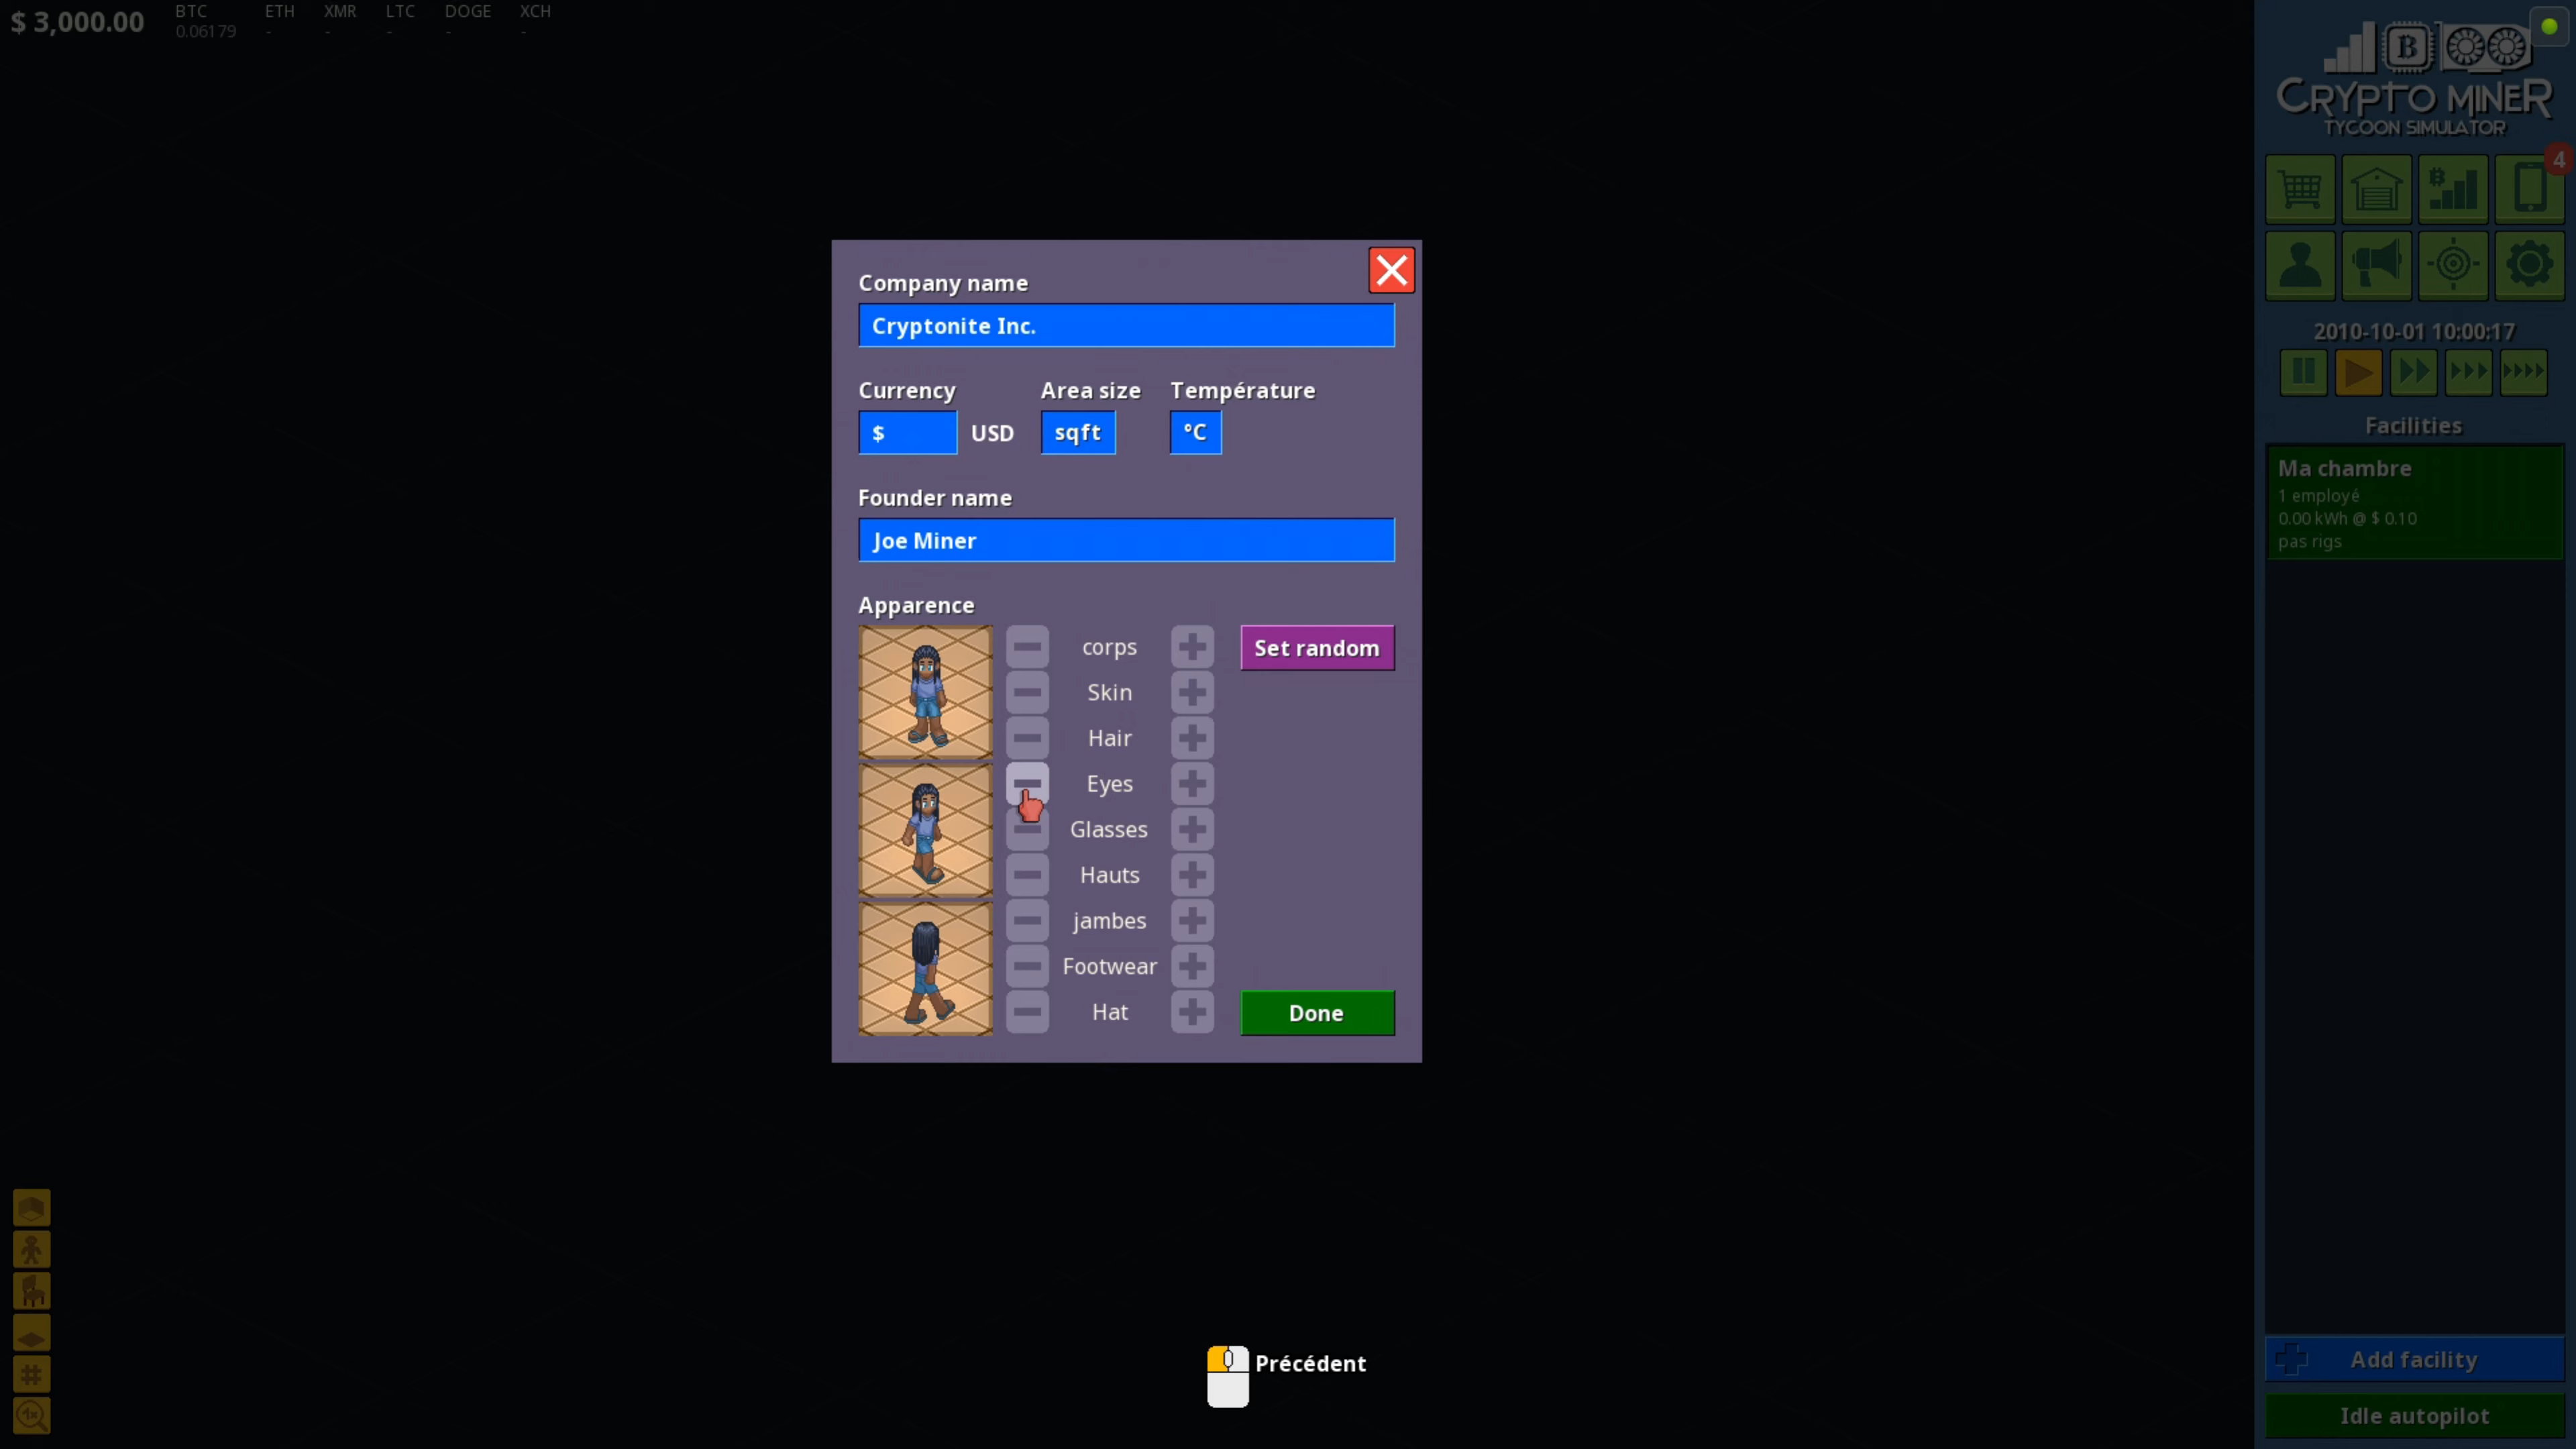 $ 3,000.00
BTC ETH XMR LTC DOGE XCH
0.06179 - - - - -
CRYPTO MINER
TYCOON SIMULATOR
4
2010-10-01 10:00:17
Facilities
Ma chambre
1 employé
0.00 kWh @ $ 0.10
pas rigs
Company name
Cryptonite Inc.
Currency Area size Température
$ USD sqft °C
Founder name
Joe Miner
Apparence
corps
Set random
Skin
Hair
Eyes
Glasses
Hauts
jambes
Footwear
Hat
Done
1x
Précédent
Add facility
Idle autopilot